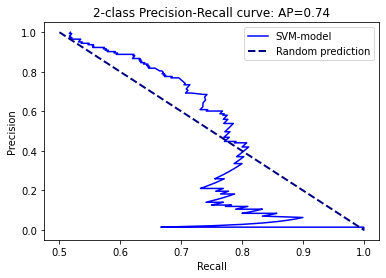 2-class Precision-Recall curve: AP=0.74
SVM-model
Random prediction
Precision
1.0
0.8
0.6
0.4
0.2
0.0
0.5 0.6 0.7 0.8 0.9 1.0
Recall